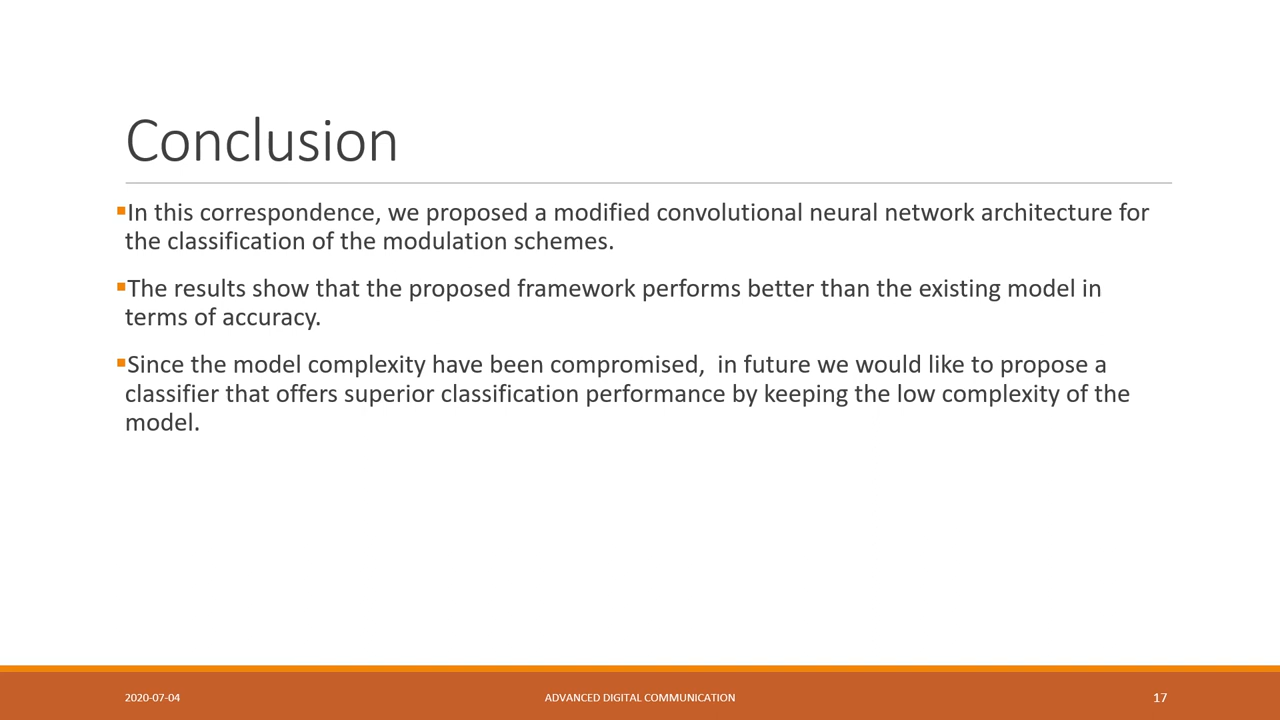 Conclusion
▪In this correspondence, we proposed a modified convolutional neural network architecture for
the classification of the modulation schemes.
▪The results show that the proposed framework performs better than the existing model in
terms of accuracy.
▪Since the model complexity have been compromised,  in future we would like to propose a
classifier that offers superior classification performance by keeping the low complexity of the
model.
2020-07-04
ADVANCED DIGITAL COMMUNICATION
17